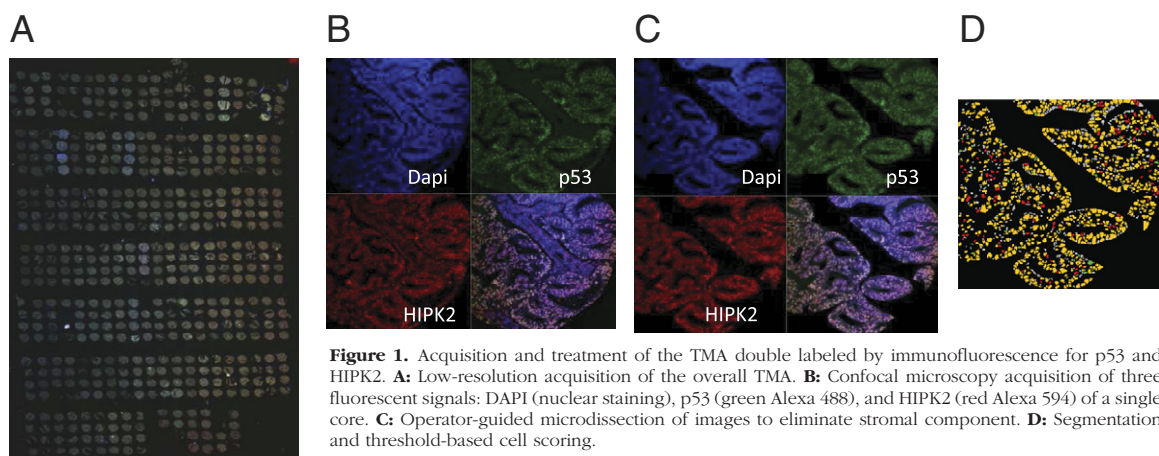 A
B
C
D
Dapi
p53
HIPK2
Dapi
p53
HIPK2
Figure 1. Acquisition and treatment of the TMA double labeled by immunofluorescence for p53 and
HIPK2. A: Low-resolution acquisition of the overall TMA. B: Confocal microscopy acquisition of three
fluorescent signals: DAPI (nuclear staining), p53 (green Alexa 488), and HIPK2 (red Alexa 594) of a single
core. C: Operator-guided microdissection of images to eliminate stromal component. D: Segmentation
and threshold-based cell scoring.